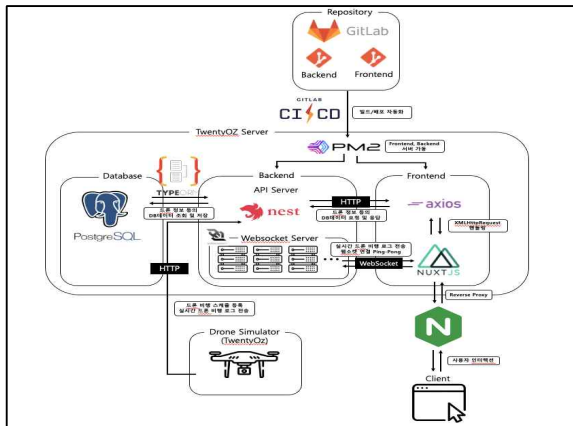 Repository
GitLab
Backend
Frontend
GITLAB
CI CD
빌드/배포 자동화
TwentyOZ Server
PM2
Frontend, Backend
서버 가동
Database
TYPEORM
PostgreSQL
드론 정보 등의
DB데이터 조회 및 저장
HTTP
Backend
API Server
nest
Websocket Server
HTTP
드론 정보 등의
DB데이터 요청 및 응답
실시간 드론 비행 로그 전송
웹소켓 연결 Ping-Pong
WebSocket
Frontend
axios
XMLHttpRequest
핸들링
NUXTJS
Reverse Proxy
드론 비행 스케줄 등록
실시간 드론 비행 로그 전송
Drone Simulator
(TwentyOz)
N
사용자 인터랙션
Client